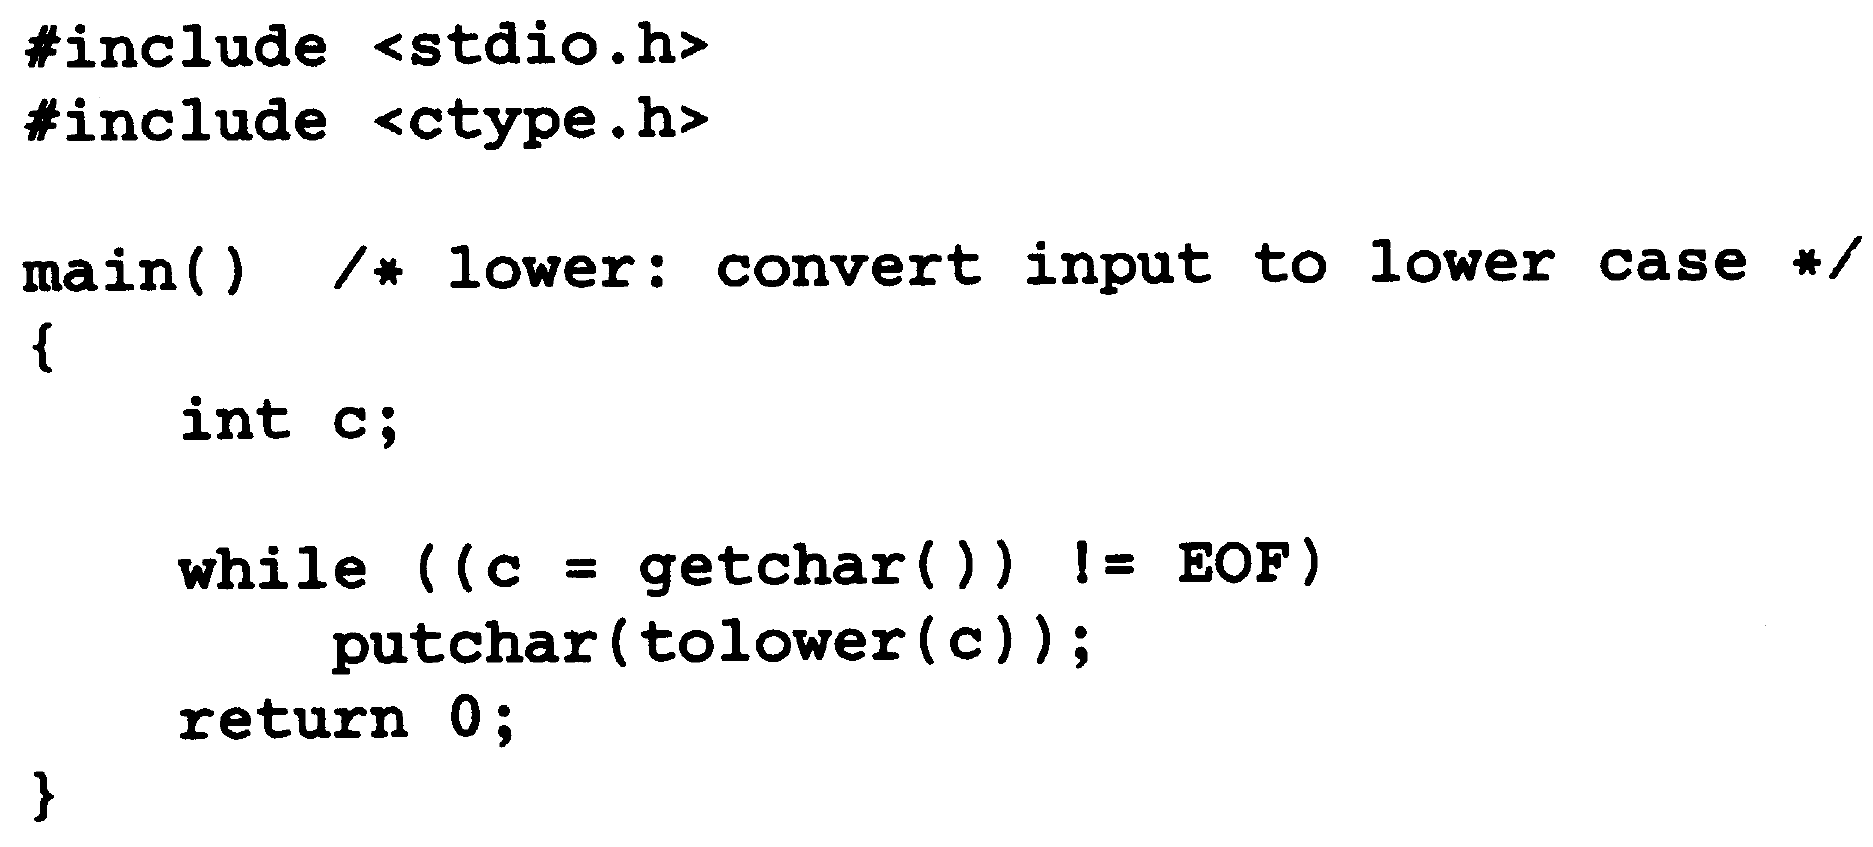 #include <stdio.h>
#include <ctype.h>

main()  /* lower: convert input to lower case */
{
    int c;

    while ((c = getchar()) != EOF)
        putchar(tolower(c));
    return 0;
}